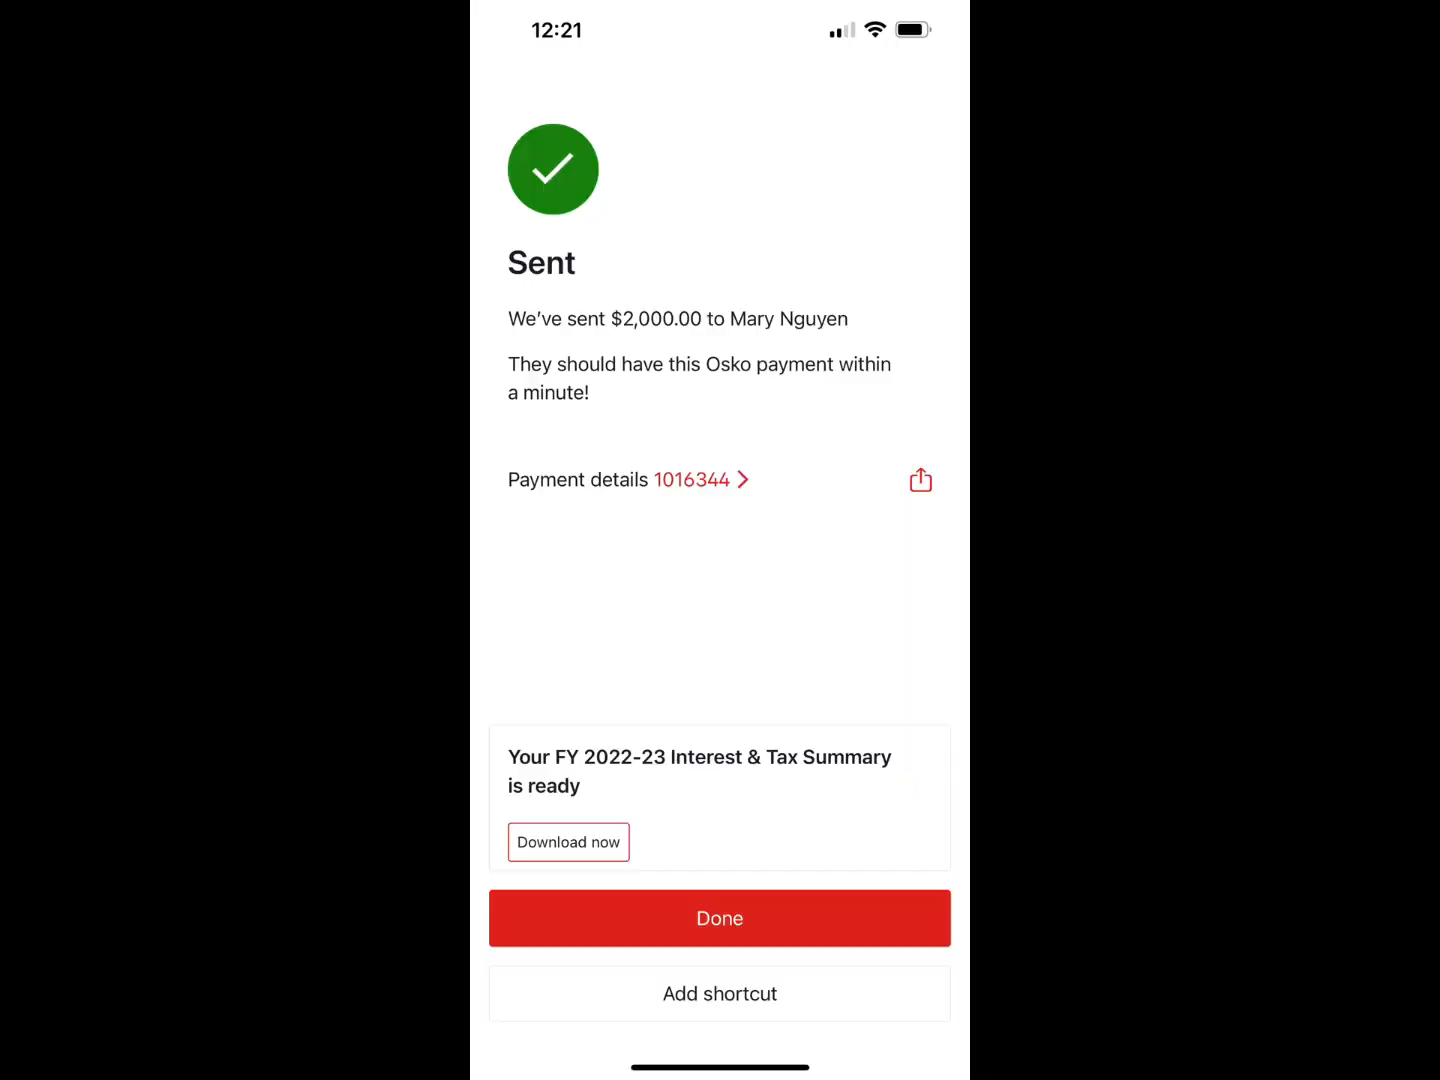 12:21
Sent
We've sent $2,000.00 to Mary Nguyen
They should have this Osko payment within
a minute!
Payment details 1016344
Your FY 2022-23 Interest & Tax Summary
is ready
Download now
Done
Add shortcut